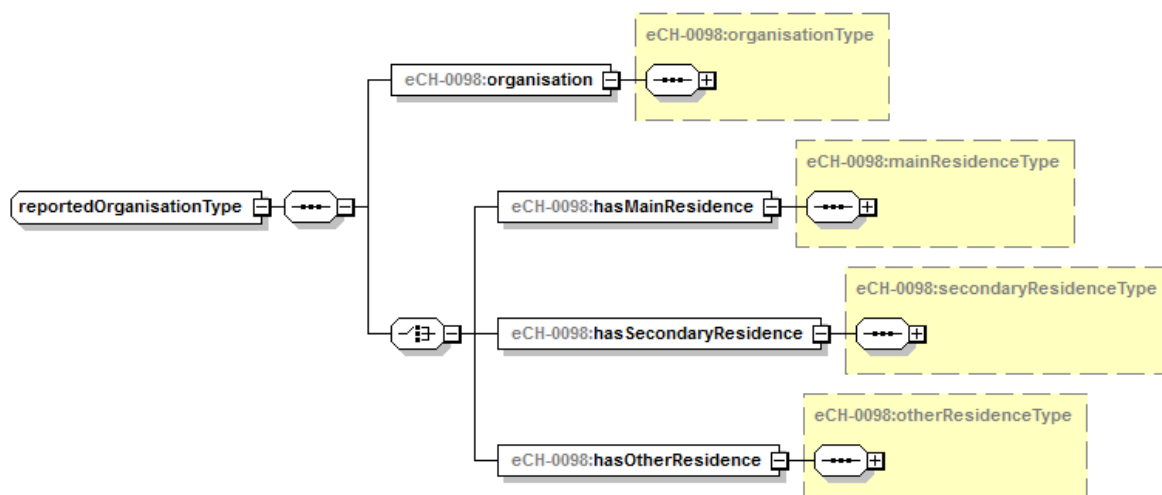 eCH-0098:organisationType
eCH-0098:organisation
eCH-0098:mainResidenceType
reportedOrganisationType
eCH-0098:hasMainResidence
eCH-0098:secondaryResidenceType
eCH-0098:hasSecondaryResidence
eCH-0098:otherResidenceType
eCH-0098:hasOtherResidence